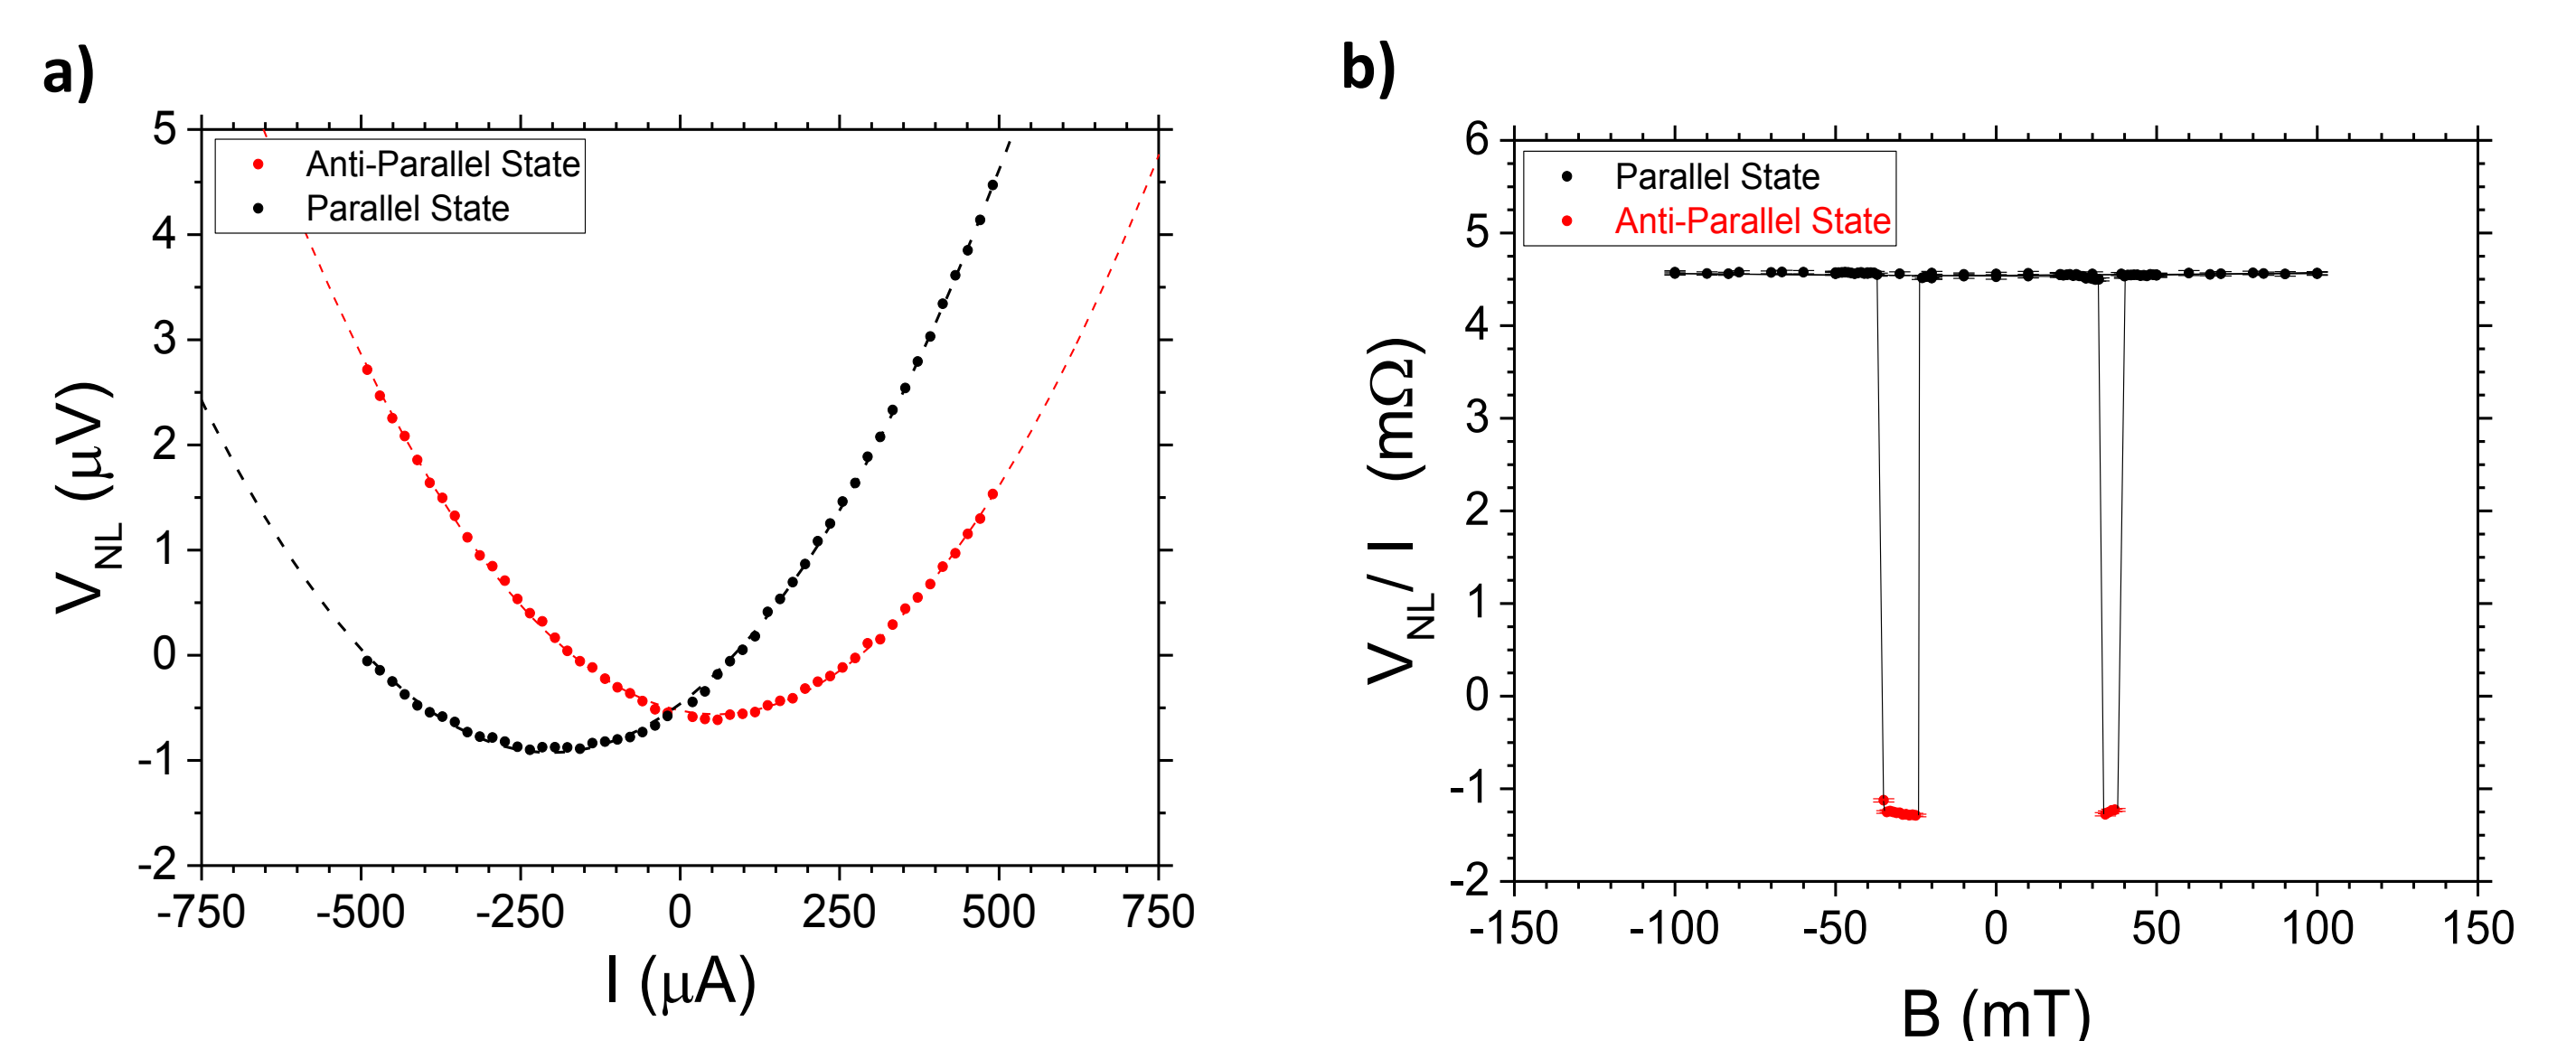 a)
5
4
3
2
1
0
-1
-2
V_NL (μV)
Anti-Parallel State
Parallel State
-750 -500 -250 0 250 500 750
I (μA)
b)
6
5
4
3
2
1
0
-1
-2
V_NL / I (mΩ)
Parallel State
Anti-Parallel State
-150 -100 -50 0 50 100 150
B (mT)